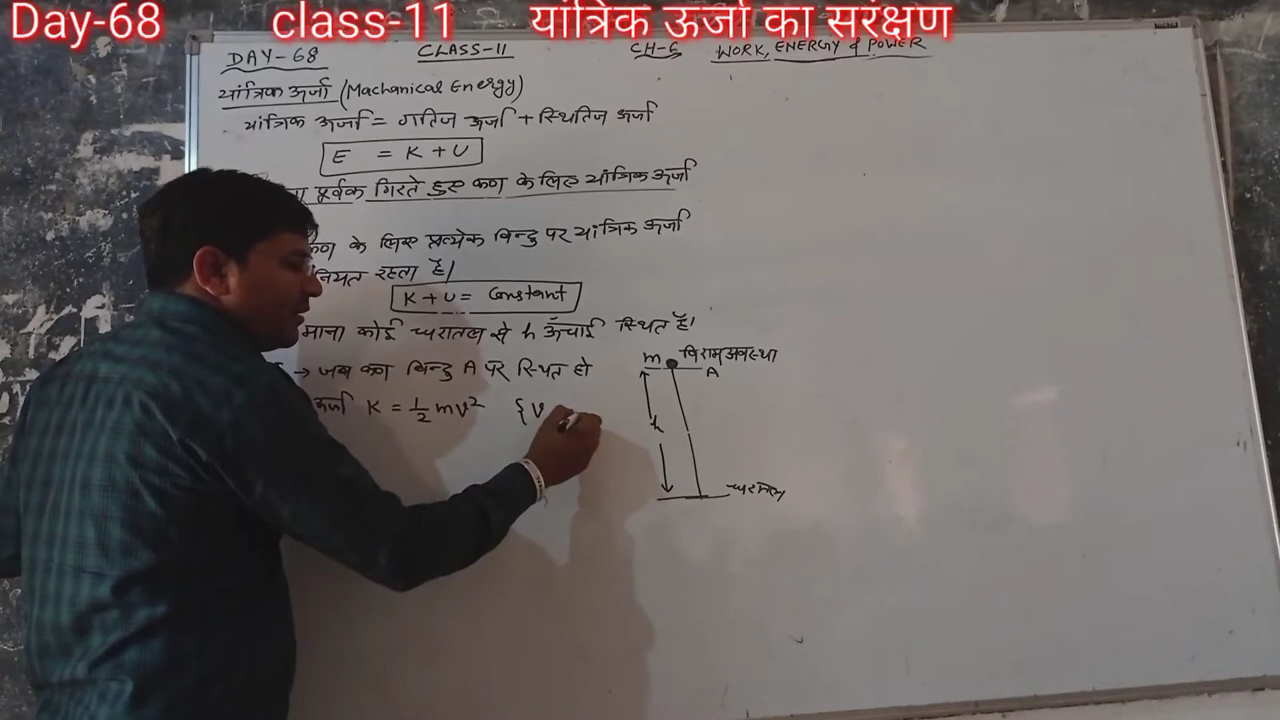 Day-68 class-11 यांत्रिक ऊर्जा का सरंक्षण
DAY-68 CLASS-11 CH-6 WORK, ENERGY & POWER
यांत्रिक ऊर्जा (Machanical Energy)
यांत्रिक ऊर्जा = गतिज ऊर्जा + स्थितिज ऊर्जा
E = K + U
पूर्वक गिरते हुए कण के लिए यांत्रिक ऊर्जा
कण के लिए प्रत्येक बिन्दु पर यांत्रिक ऊर्जा
नियत रहता है।
K + U = Constant
माना कोई धरातल से h ऊँचाई स्थित है।
→ जब कण बिन्दु A पर स्थित हो
m विराम अवस्था
A
ऊर्जा K = 1/2 mv² {v
h
धरातल